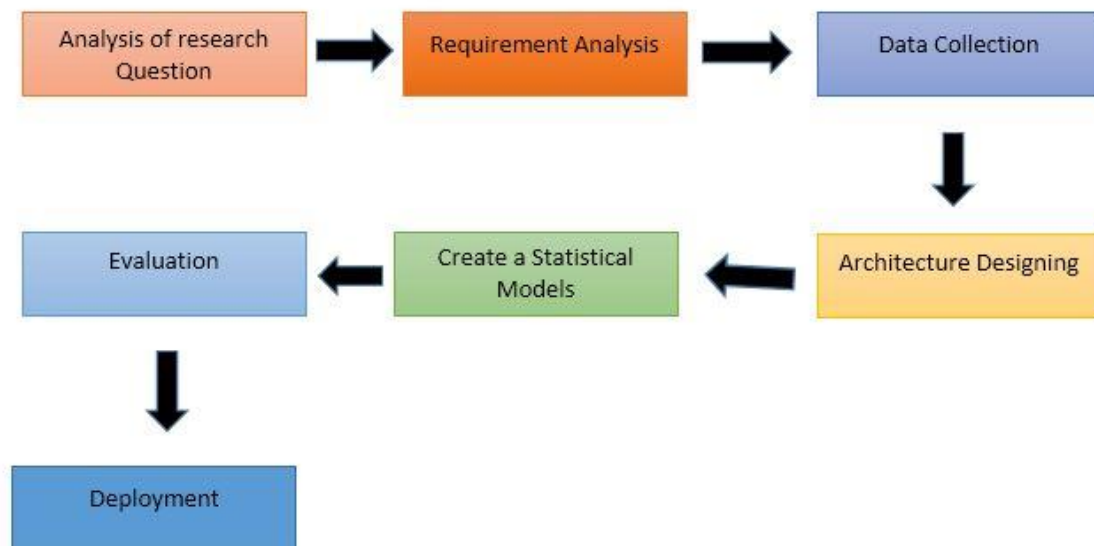 Analysis of research
Question
Requirement Analysis
Data Collection
Architecture Designing
Create a Statistical
Models
Evaluation
Deployment